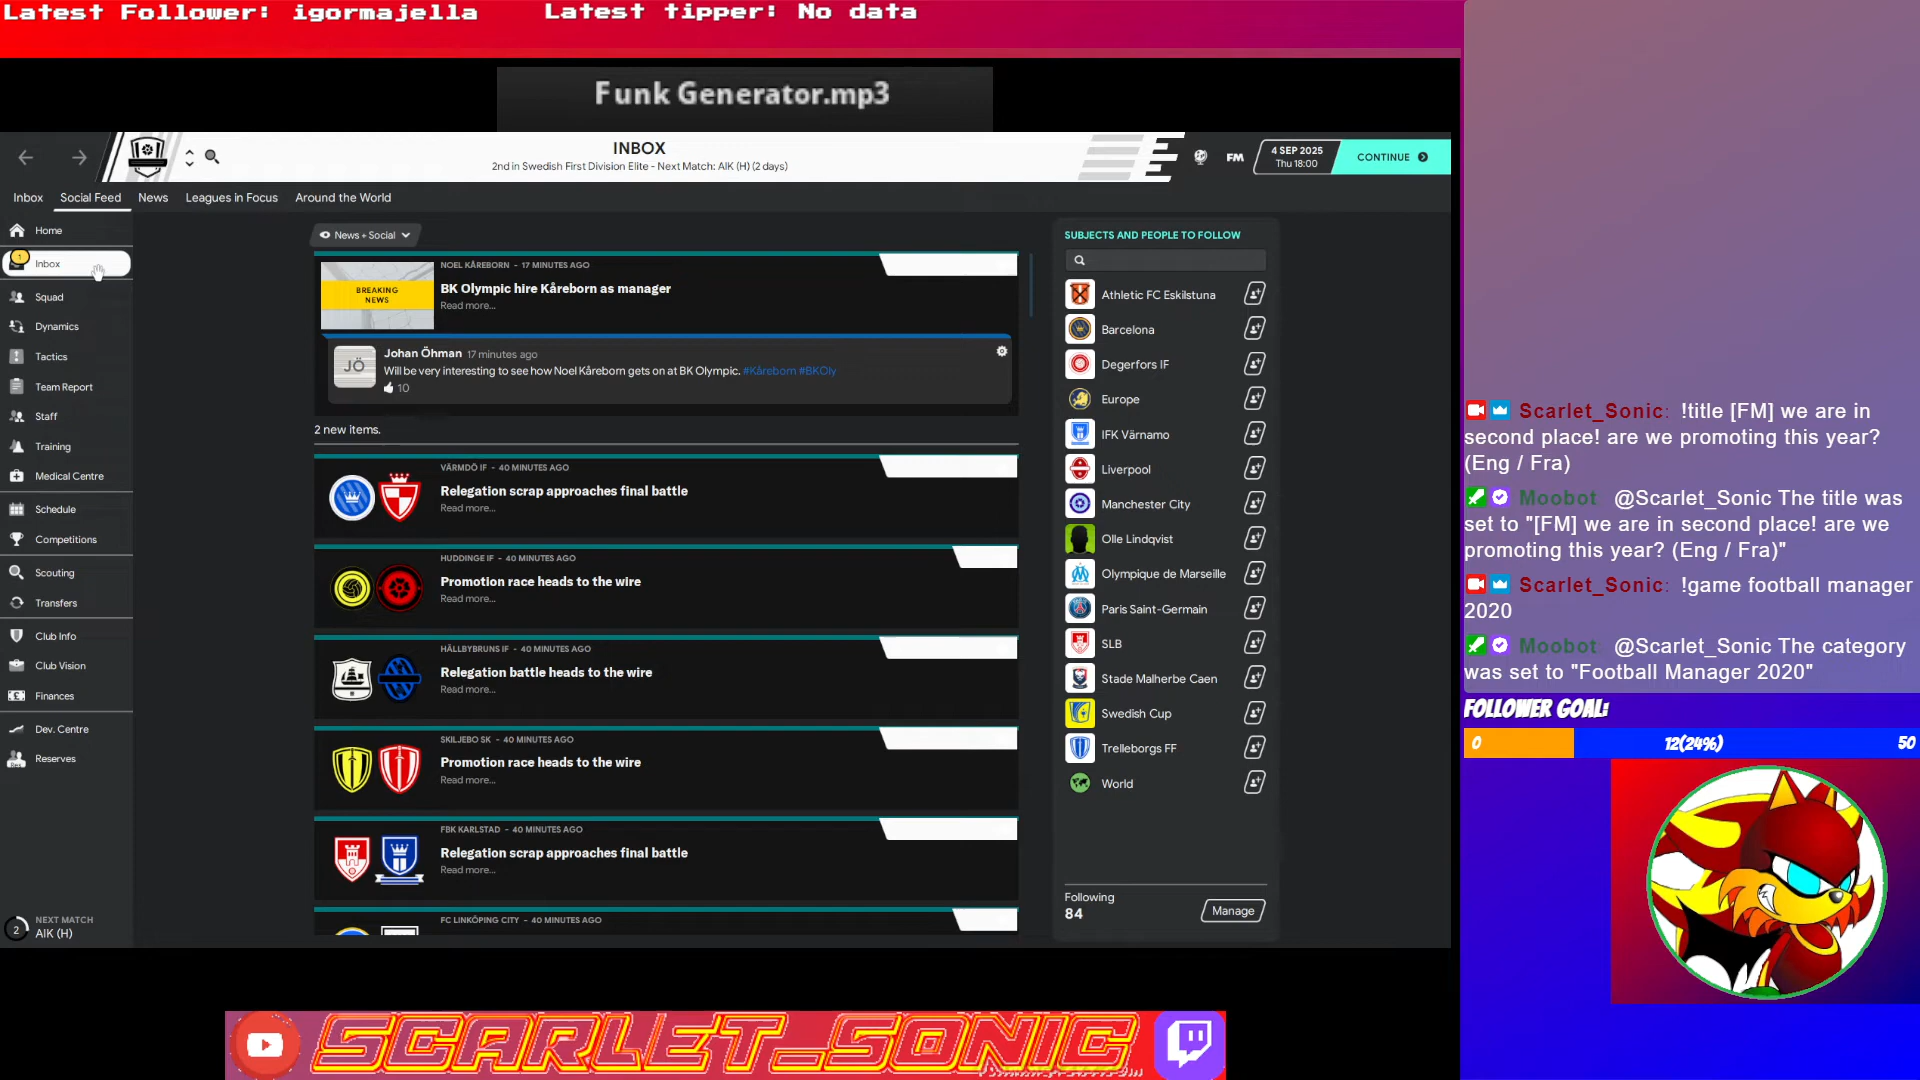 Latest Follower: igormajella
Latest tipper: No data
Funk Generator.mp3
INBOX
2nd in Swedish First Division Elite - Next Match: AIK (H) (2 days)
FM
4 SEP 2025
Thu 18:00
CONTINUE
Inbox
Social Feed
News
Leagues in Focus
Around the World
Home
1
Inbox
Squad
Dynamics
Tactics
Team Report
Staff
Training
Medical Centre
Schedule
Competitions
Scouting
Transfers
Club Info
Club Vision
Finances
Dev. Centre
Reserves
2
NEXT MATCH
AIK (H)
News + Social
BREAKING
NEWS
NOEL KÅREBORN - 17 MINUTES AGO
BK Olympic hire Kåreborn as manager
Read more...
JÖ
Johan Öhman 17 minutes ago
Will be very interesting to see how Noel Kåreborn gets on at BK Olympic. #Kåreborn #BKOly
10
2 new items.
VÄRMDÖ IF - 40 MINUTES AGO
Relegation scrap approaches final battle
Read more...
HUDDINGE IF - 40 MINUTES AGO
Promotion race heads to the wire
Read more...
HÄLLBYBRUNS IF - 40 MINUTES AGO
Relegation battle heads to the wire
Read more...
SKILJEBO SK - 40 MINUTES AGO
Promotion race heads to the wire
Read more...
FBK KARLSTAD - 40 MINUTES AGO
Relegation scrap approaches final battle
Read more...
FC LINKÖPING CITY - 40 MINUTES AGO
SUBJECTS AND PEOPLE TO FOLLOW
Athletic FC Eskilstuna
Barcelona
Degerfors IF
Europe
IFK Värnamo
Liverpool
Manchester City
Olle Lindqvist
Olympique de Marseille
Paris Saint-Germain
SLB
Stade Malherbe Caen
Swedish Cup
Trelleborgs FF
World
Following
84
Manage
Scarlet_Sonic: !title [FM] we are in
second place! are we promoting this year?
(Eng / Fra)
Moobot: @Scarlet_Sonic The title was
set to "[FM] we are in second place! are we
promoting this year? (Eng / Fra)"
Scarlet_Sonic: !game football manager
2020
Moobot: @Scarlet_Sonic The category
was set to "Football Manager 2020"
FOLLOWER GOAL:
0
12(24%)
50
SCARLET_SONIC